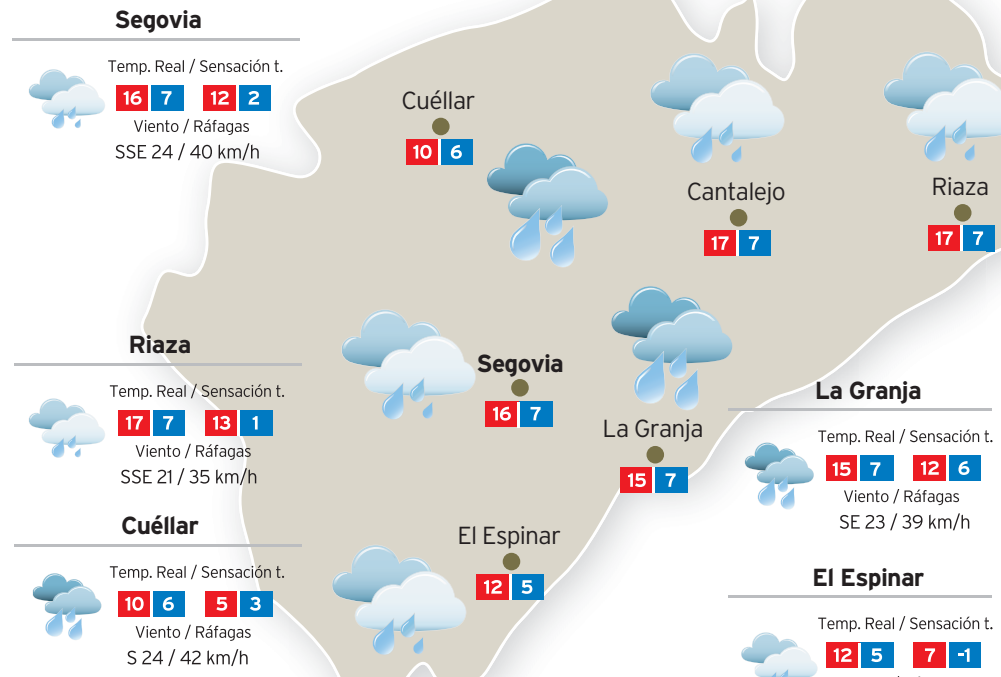 Segovia
Temp. Real / Sensación t.
16 7 12 2
Viento / Ráfagas
SSE 24 / 40 km/h
Cuéllar
10 6
Cantalejo
17 7
Riaza
17 7
Segovia
16 7
La Granja
15 7
El Espinar
12 5
Riaza
Temp. Real / Sensación t.
17 7 13 1
Viento / Ráfagas
SSE 21 / 35 km/h
Cuéllar
Temp. Real / Sensación t.
10 6 5 3
Viento / Ráfagas
S 24 / 42 km/h
La Granja
Temp. Real / Sensación t.
15 7 12 6
Viento / Ráfagas
SE 23 / 39 km/h
El Espinar
Temp. Real / Sensación t.
12 5 7 -1